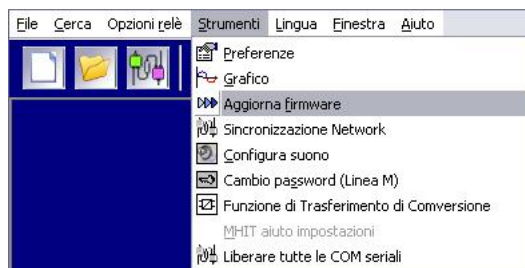 File Cerca Opzioni relè Strumenti Lingua Finestra Aiuto
Preferenze
Grafico
Aggiorna firmware
Sincronizzazione Network
Configura suono
Cambio password (Linea M)
Funzione di Trasferimento di Comversione
MHIT aiuto impostazioni
Liberare tutte le COM seriali